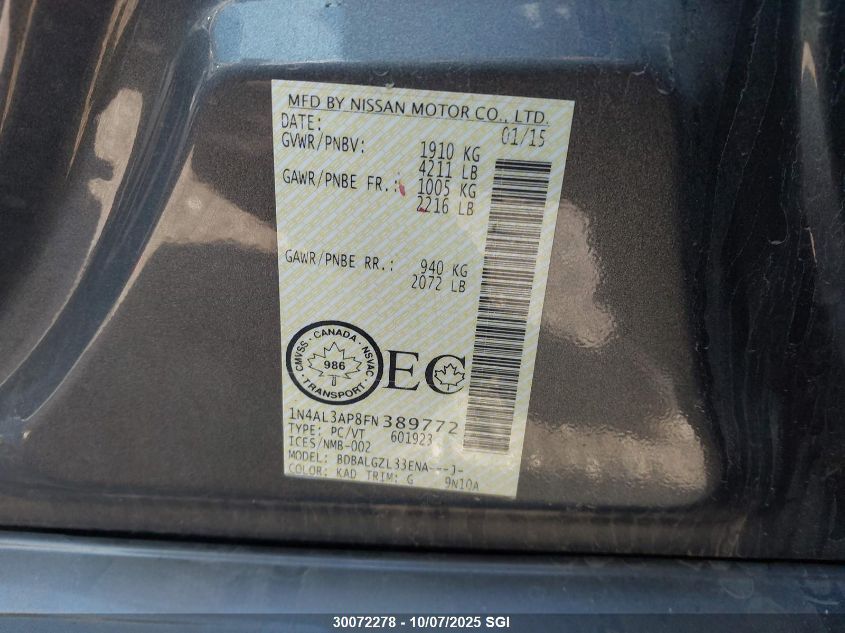 MFD BY NISSAN MOTOR CO., LTD.
DATE: 01/15
GVWR/PNBV: 1910 KG
4211 LB
GAWR/PNBE FR.: 1005 KG
2216 LB
GAWR/PNBE RR.: 940 KG
2072 LB
CMVSS · CANADA · NSVAC
986
TRANSPORT
EC
1N4AL3AP8FN389772
TYPE: PC/VT 601923
ICES/NMB-002
MODEL: BDBALGZL33ENA---J-
COLOR: KAD TRIM: G 9N10A
30072278 - 10/07/2025 SGI